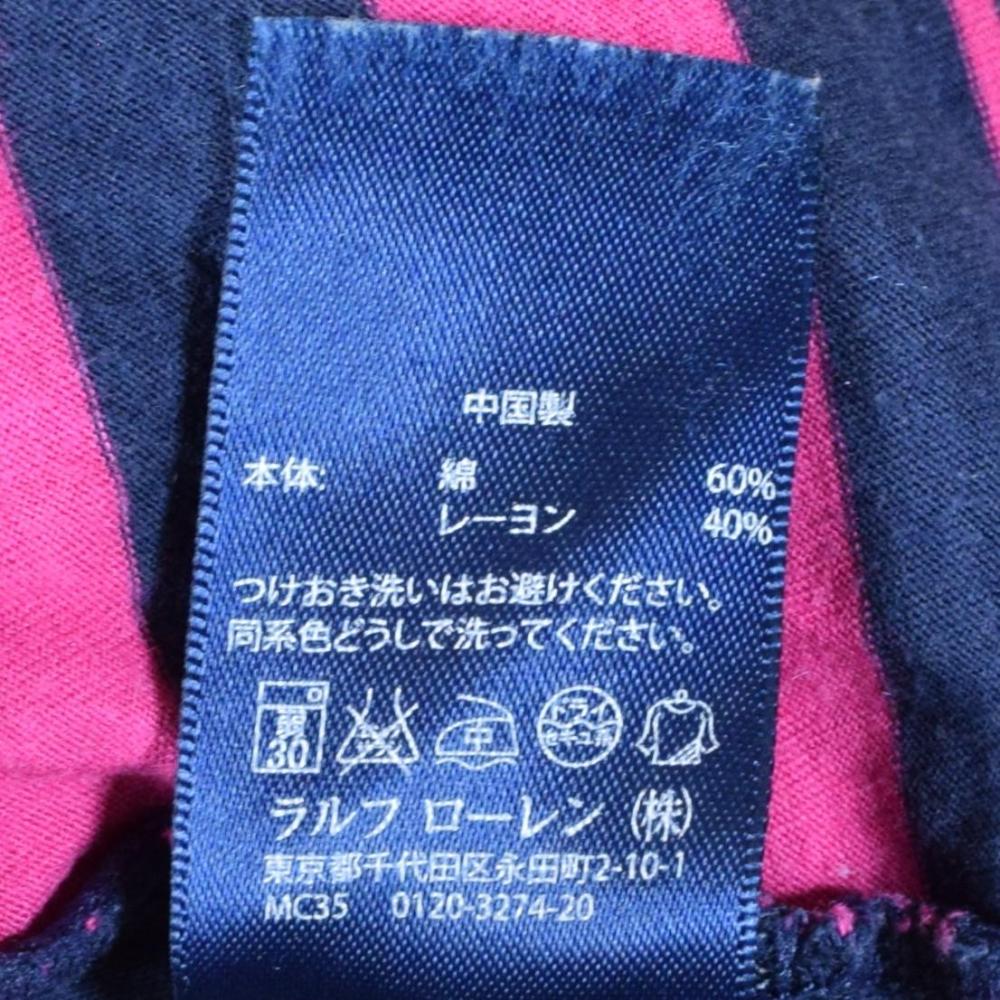 中国製
本体: 綿 60%
レーヨン 40%
つけおき洗いはお避けください。
同系色どうしで洗ってください。
弱 30 中 ドライ セキユ系
ラルフ ローレン (株)
東京都千代田区永田町2-10-1
MC35 0120-3274-20